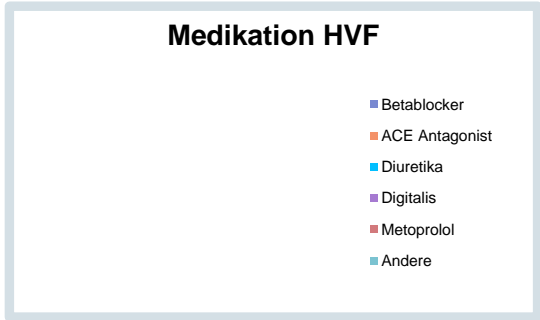 Medikation HVF
Betablocker
ACE Antagonist
Diuretika
Digitalis
Metoprolol
Andere